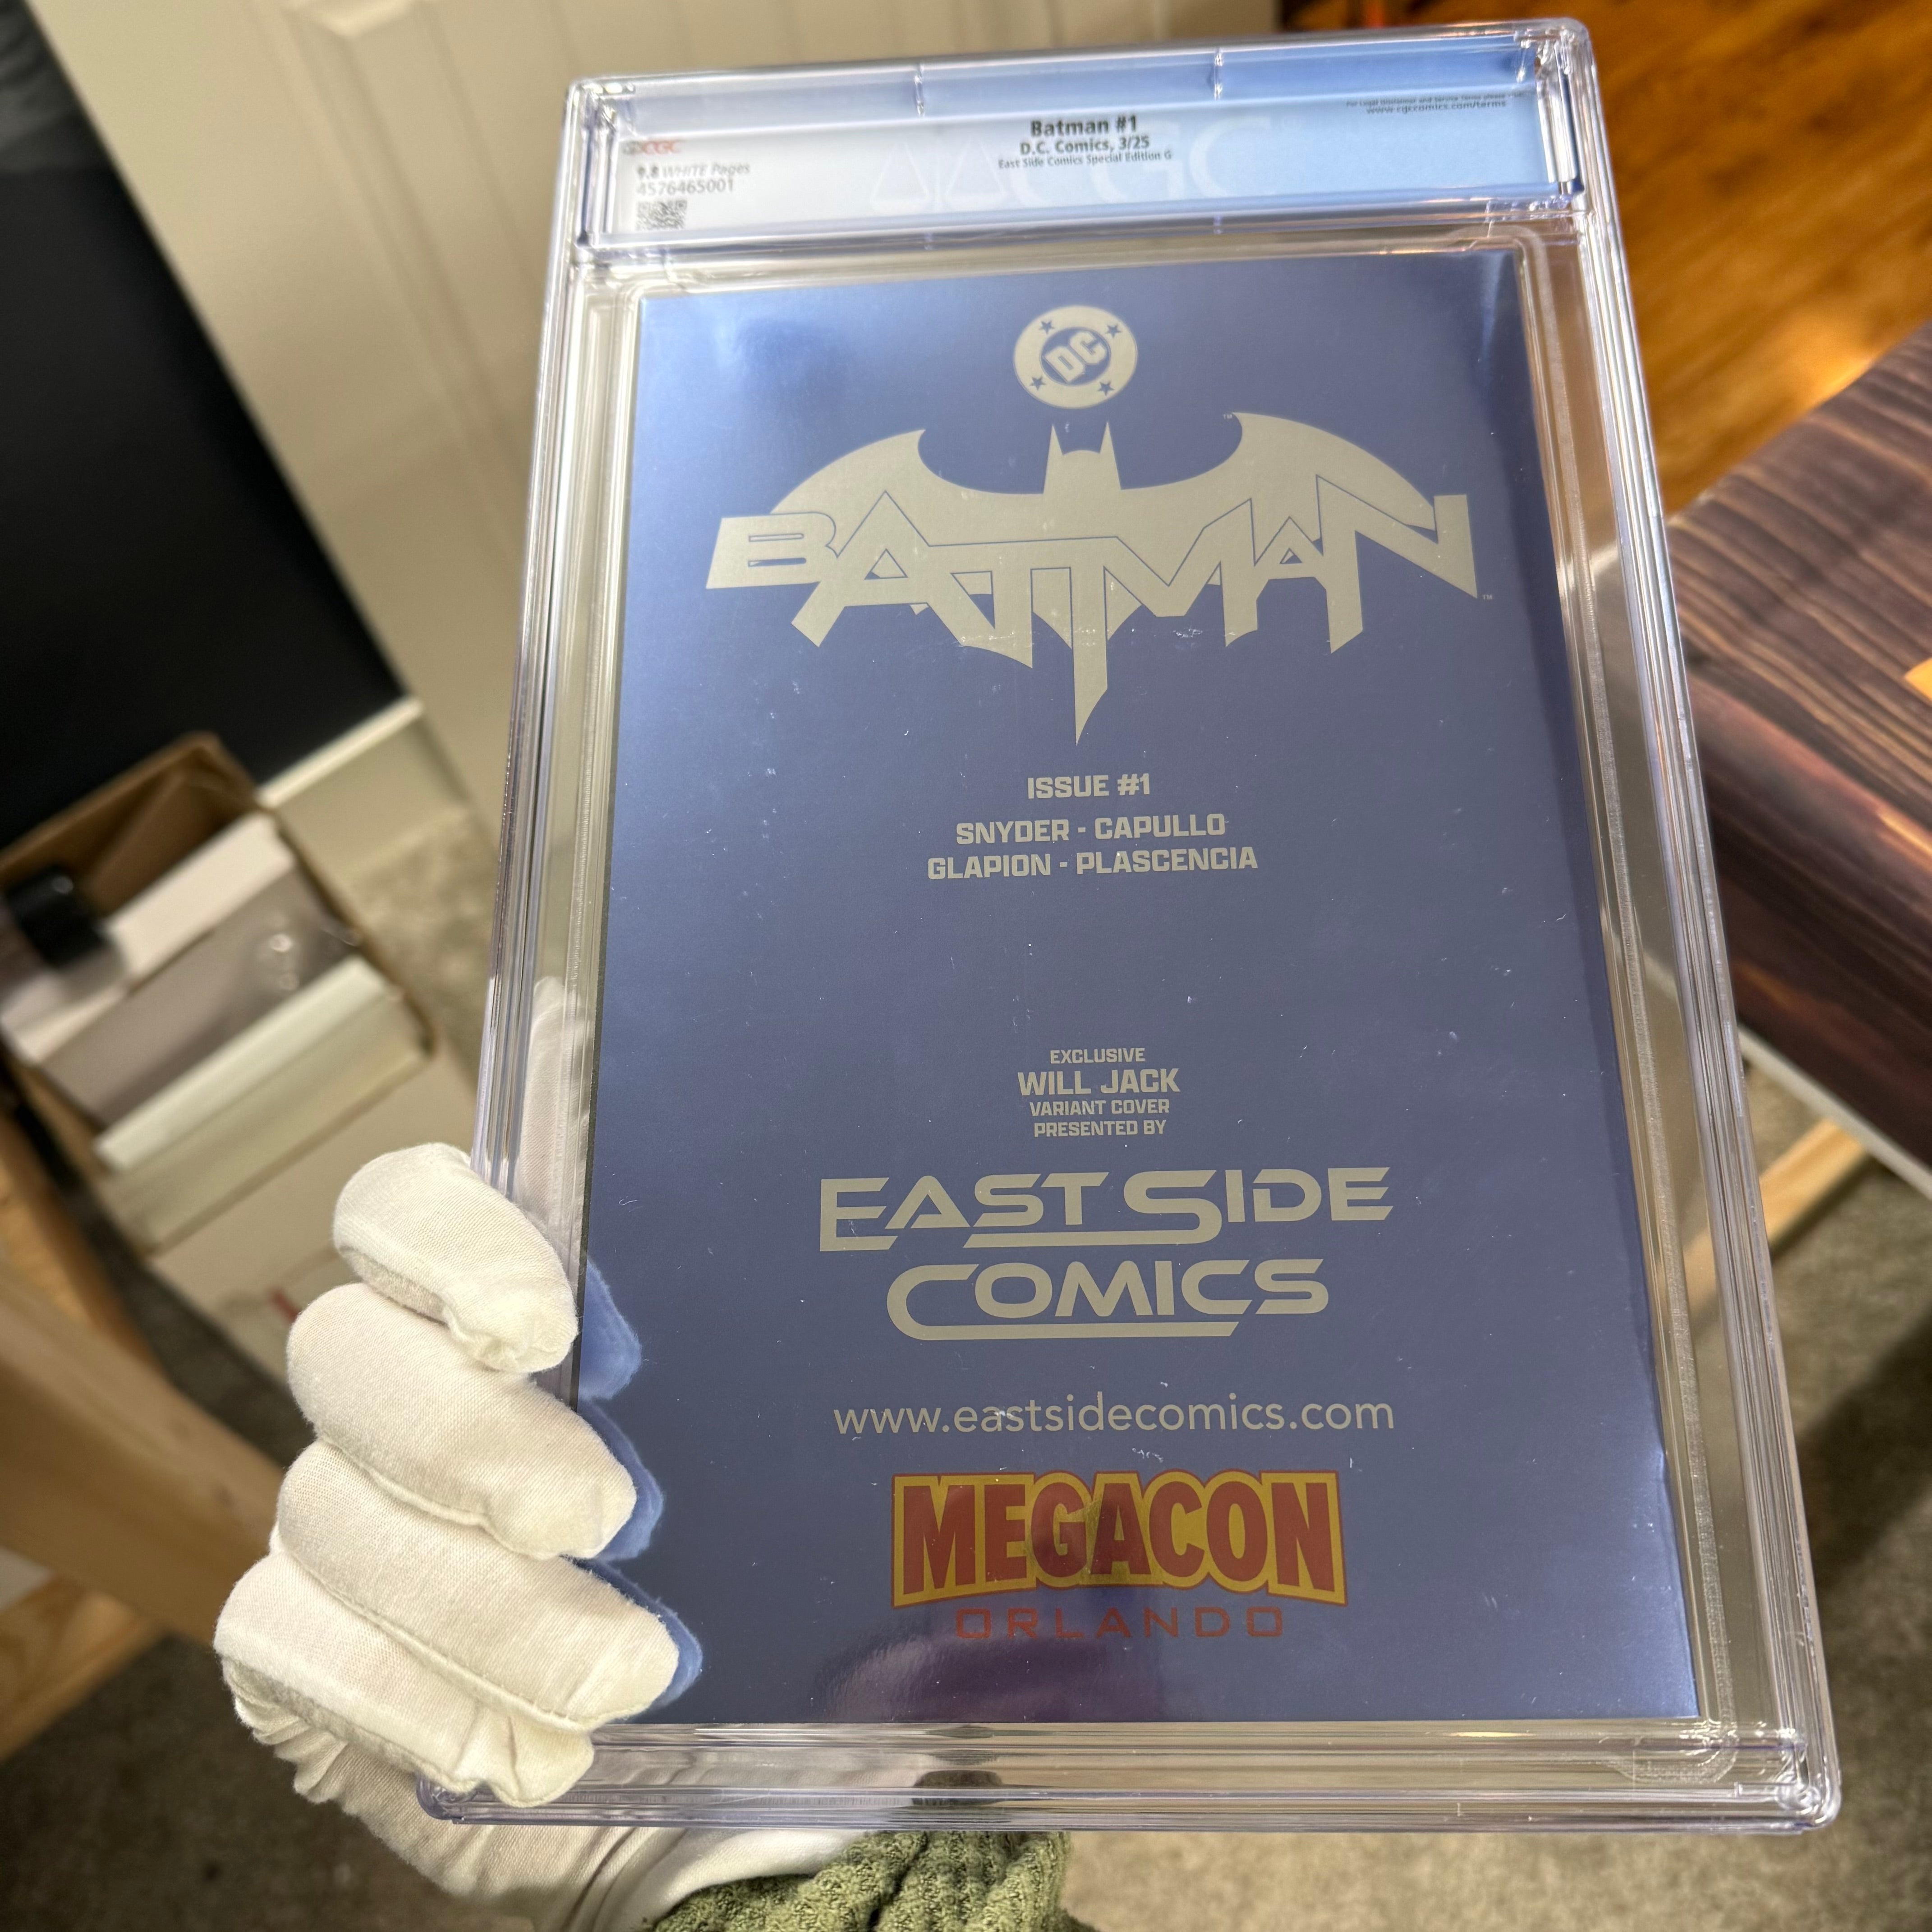 CGC
9.8 WHITE Pages
4576465001
Batman #1
D.C. Comics, 3/25
East Side Comics Special Edition G
www.cgccomics.com/terms
CGC
DC
BATMAN
ISSUE #1
SNYDER - CAPULLO
GLAPION - PLASCENCIA
EXCLUSIVE
WILL JACK
VARIANT COVER
PRESENTED BY
EAST SIDE
COMICS
www.eastsidecomics.com
MEGACON
ORLANDO